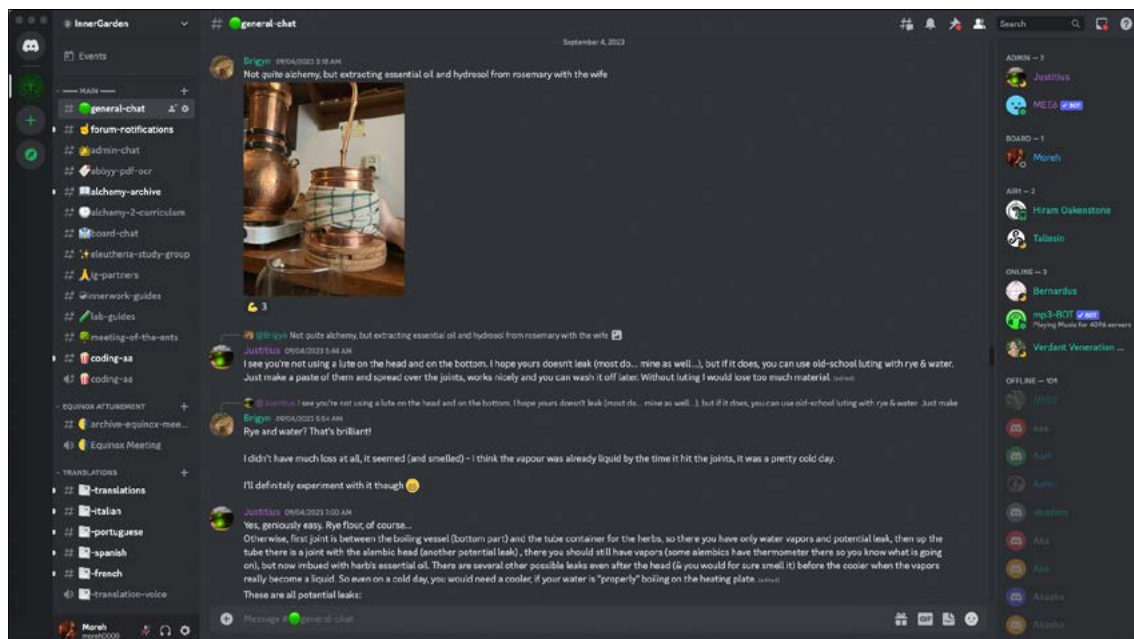 InnerGarden
# general-chat
Search
Events
September 4, 2023
MAIN
general-chat
forum-notifications
admin-chat
abbyy-pdf-ocr
alchemy-archive
alchemy-2-curriculum
board-chat
eleutheria-study-group
ig-partners
innerwork-guides
lab-guides
meeting-of-the-ants
coding-aa
coding-aa
EQUINOX ATTUNEMENT
archive-equinox-mee...
Equinox Meeting
TRANSLATIONS
-translations
-italian
-portuguese
-spanish
-french
-translation-voice
Moreh
moreh0000
Brigyn 09/04/2023 3:18 AM
Not quite alchemy, but extracting essential oil and hydrosol from rosemary with the wife
3
@Brigyn Not quite alchemy, but extracting essential oil and hydrosol from rosemary with the wife
Justitius 09/04/2023 5:44 AM
I see you're not using a lute on the head and on the bottom. I hope yours doesn't leak (most do... mine as well...), but if it does, you can use old-school luting with rye & water.
Just make a paste of them and spread over the joints, works nicely and you can wash it off later. Without luting I would lose too much material. (edited)
@Justitius I see you're not using a lute on the head and on the bottom. I hope yours doesn't leak (most do... mine as well...), but if it does, you can use old-school luting with rye & water. Just make
Brigyn 09/04/2023 5:54 AM
Rye and water? That's brilliant!
I didn't have much loss at all, it seemed (and smelled) - I think the vapour was already liquid by the time it hit the joints, it was a pretty cold day.
I'll definitely experiment with it though
Justitius 09/04/2023 7:00 AM
Yes, geniously easy. Rye flour, of course...
Otherwise, first joint is between the boiling vessel (bottom part) and the tube container for the herbs, so there you have only water vapors and potential leak, then up the
tube there is a joint with the alembic head (another potential leak) , there you should still have vapors (some alembics have thermometer there so you know what is going
on), but now imbued with herb's essential oil. There are several other possible leaks even after the head (& you would for sure smell it) before the cooler when the vapors
really become a liquid. So even on a cold day, you would need a cooler, if your water is "properly" boiling on the heating plate. (edited)
These are all potential leaks:
Message # general-chat
GIF
ADMIN — 2
Justitius
MEE6 ✓ BOT
BOARD — 1
Moreh
Hiram Oakenstone
Taliesin
ONLINE — 3
Bernardus
mp3-BOT ✓ BOT
Playing Music for 4096 servers
Verdant Veneration ...
OFFLINE — 109
Aka
Aka
Akasha
Akasha